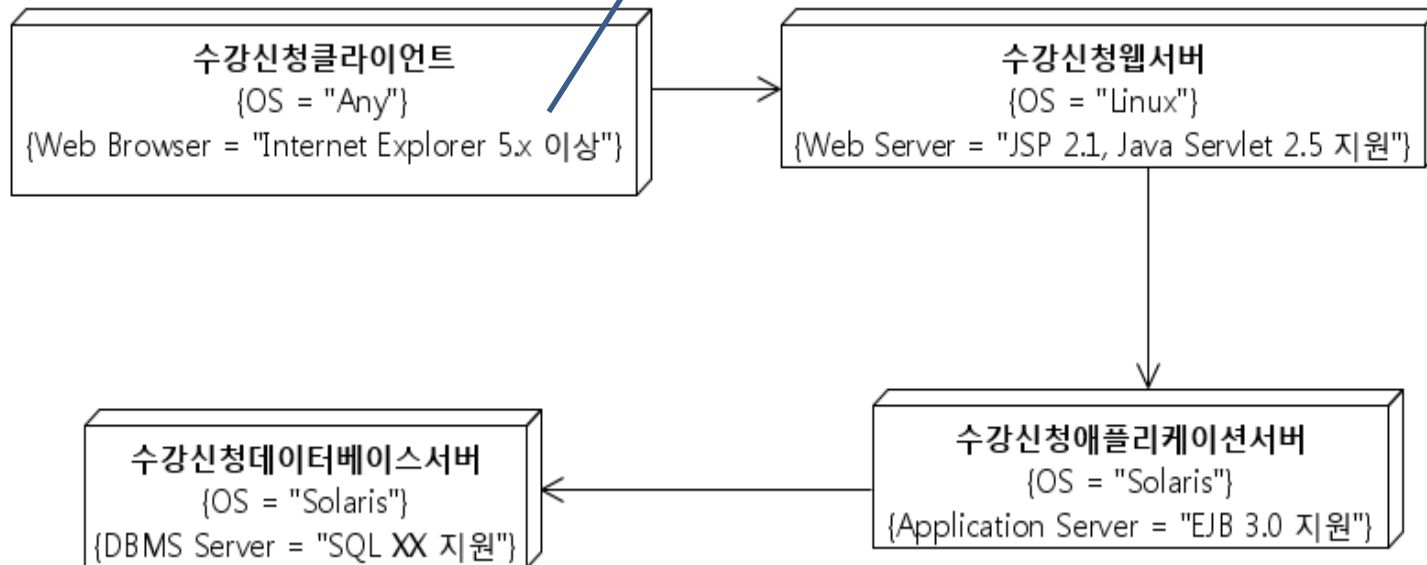 수강신청클라이언트
{OS = "Any"}
{Web Browser = "Internet Explorer 5.x 이상"}
수강신청웹서버
{OS = "Linux"}
{Web Server = "JSP 2.1, Java Servlet 2.5 지원"}
수강신청데이터베이스서버
{OS = "Solaris"}
{DBMS Server = "SQL XX 지원"}
수강신청애플리케이션서버
{OS = "Solaris"}
{Application Server = "EJB 3.0 지원"}